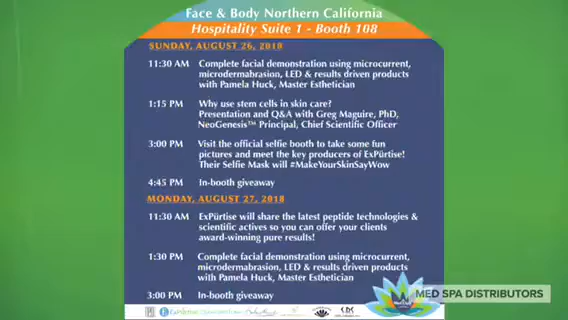 Face & Body Northern California
Hospitality Suite 1 - Booth 108
SUNDAY, AUGUST 26, 2018
11:30 AM Complete facial demonstration using microcurrent,
microdermabrasion, LED & results driven products
with Pamela Huck, Master Esthetician
1:15 PM Why use stem cells in skin care?
Presentation and Q&A with Greg Maguire, PhD,
NeoGenesis™ Principal, Chief Scientific Officer
3:00 PM Visit the official selfie booth to take some fun
pictures and meet the key producers of ExPürtise!
Their Selfie Mask will #MakeYourSkinSayWow
4:45 PM In-booth giveaway
MONDAY, AUGUST 27, 2018
11:30 AM ExPürtise will share the latest peptide technologies &
scientific actives so you can offer your clients
award-winning pure results!
1:30 PM Complete facial demonstration using microcurrent,
microdermabrasion, LED & results driven products
with Pamela Huck, Master Esthetician
3:00 PM In-booth giveaway
MED SPA DISTRIBUTORS